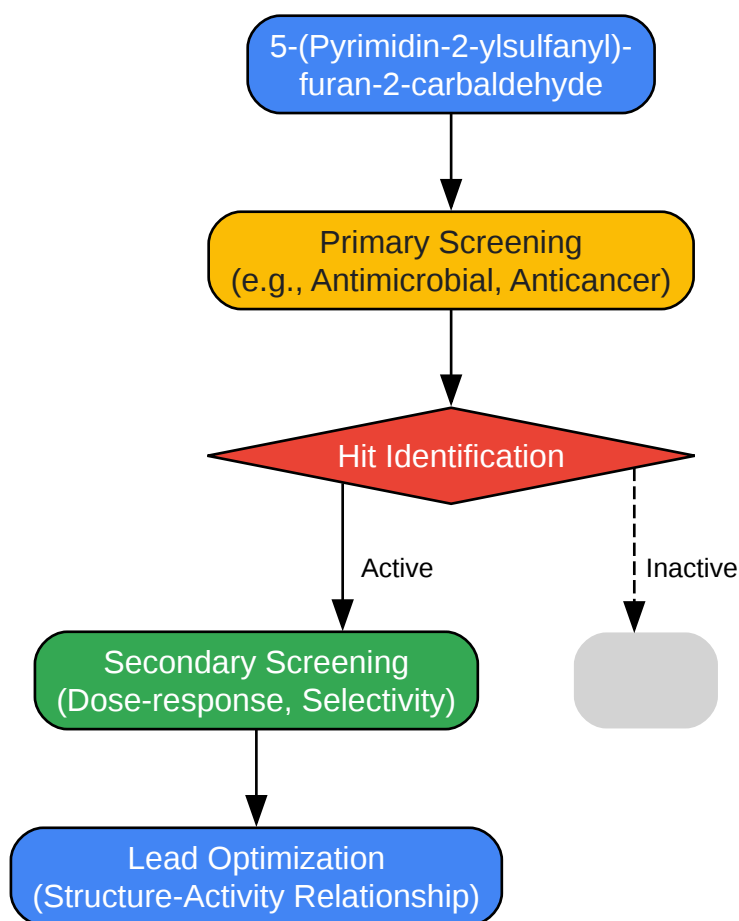 5-(Pyrimidin-2-ylsulfanyl)-
furan-2-carbaldehyde
Primary Screening
(e.g., Antimicrobial, Anticancer)
Hit Identification
Active
Inactive
Secondary Screening
(Dose-response, Selectivity)
Lead Optimization
(Structure-Activity Relationship)